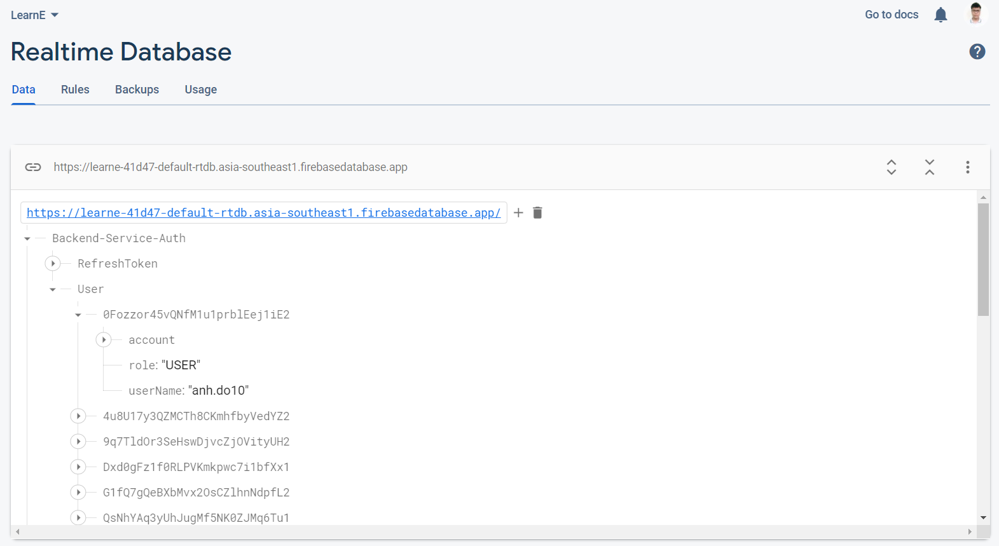 LearnE
Go to docs
Realtime Database
?
Data Rules Backups Usage
https://learne-41d47-default-rtdb.asia-southeast1.firebasedatabase.app
https://learne-41d47-default-rtdb.asia-southeast1.firebasedatabase.app/
Backend-Service-Auth
RefreshToken
User
0Fozzor45vQNfM1u1prblEej1iE2
account
role: "USER"
userName: "anh.do10"
4u8U17y3QZMCTh8CKmhfbyVedYZ2
9q7TldOr3SeHswDjvcZjOVityUH2
Dxd0gFz1f0RLPVKmkpwc7i1bfXx1
G1fQ7gQeBXbMvx2OsCZlhnNdpfL2
QsNhYAq3yUhJugMf5NK0ZJMq6Tu1